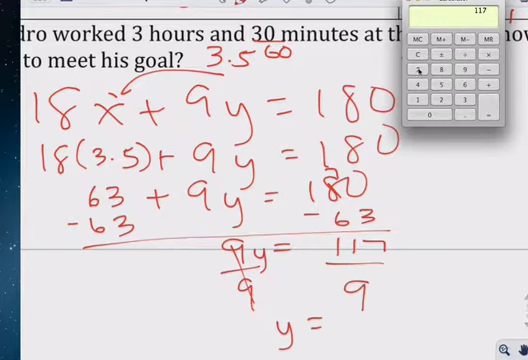 dro worked 3 hours and 30 minutes at the
to meet his goal? 3.5 60
18x + 9y = 180
18(3.5) + 9y = 180
63 + 9y = 180
-63 -63
9y = 117
9 9
y =
117
MC M+ M- MR
C ± ÷ ×
8 9 −
4 5 6 +
1 2 3
0 . =